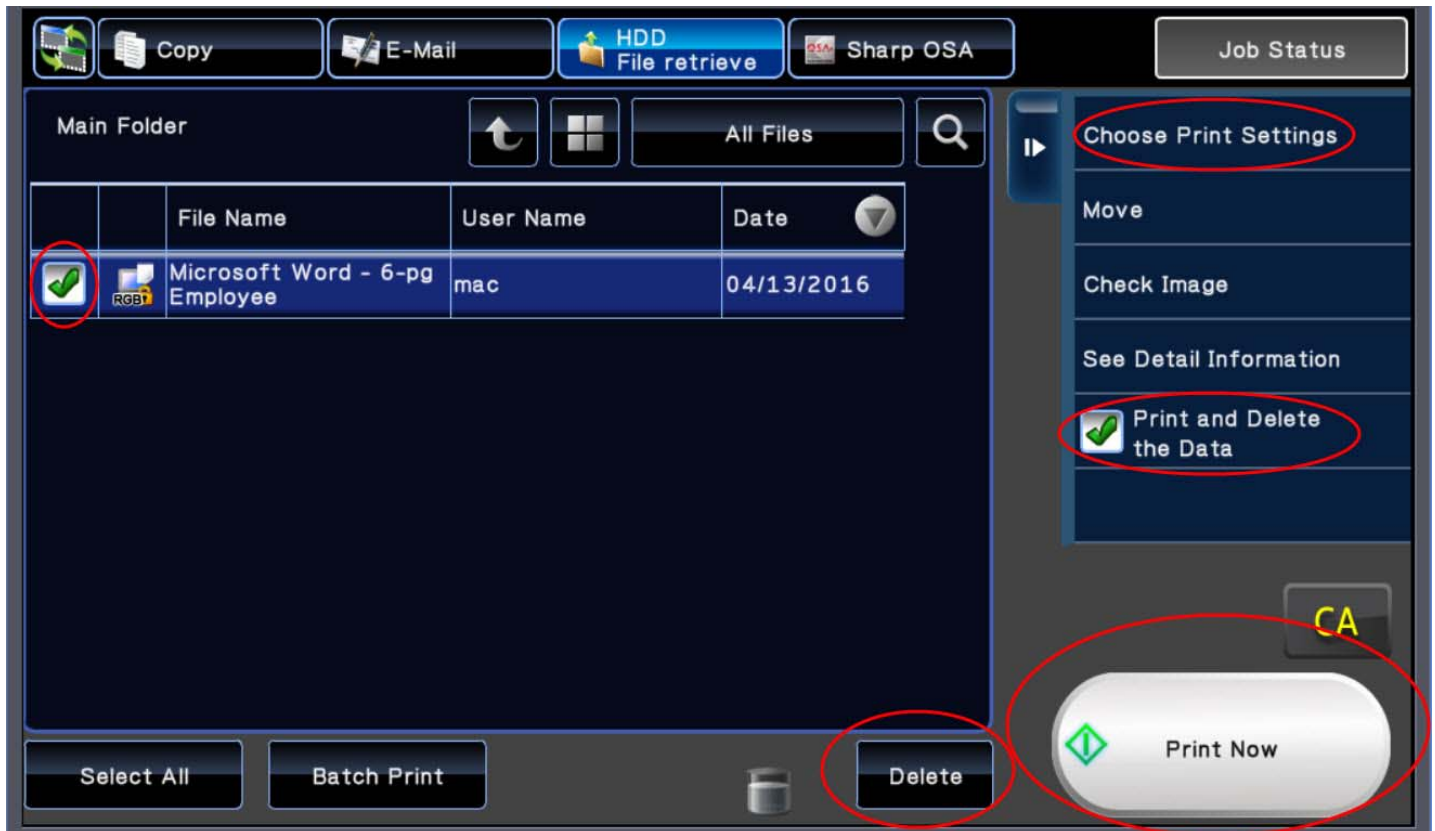 Copy
E-Mail
HDD
File retrieve
OSA
Sharp OSA
Job Status
Main Folder
All Files
Choose Print Settings
File Name
User Name
Date
Move
RGB
Microsoft Word - 6-pg
Employee
mac
04/13/2016
Check Image
See Detail Information
Print and Delete
the Data
CA
Print Now
Select All
Batch Print
Delete